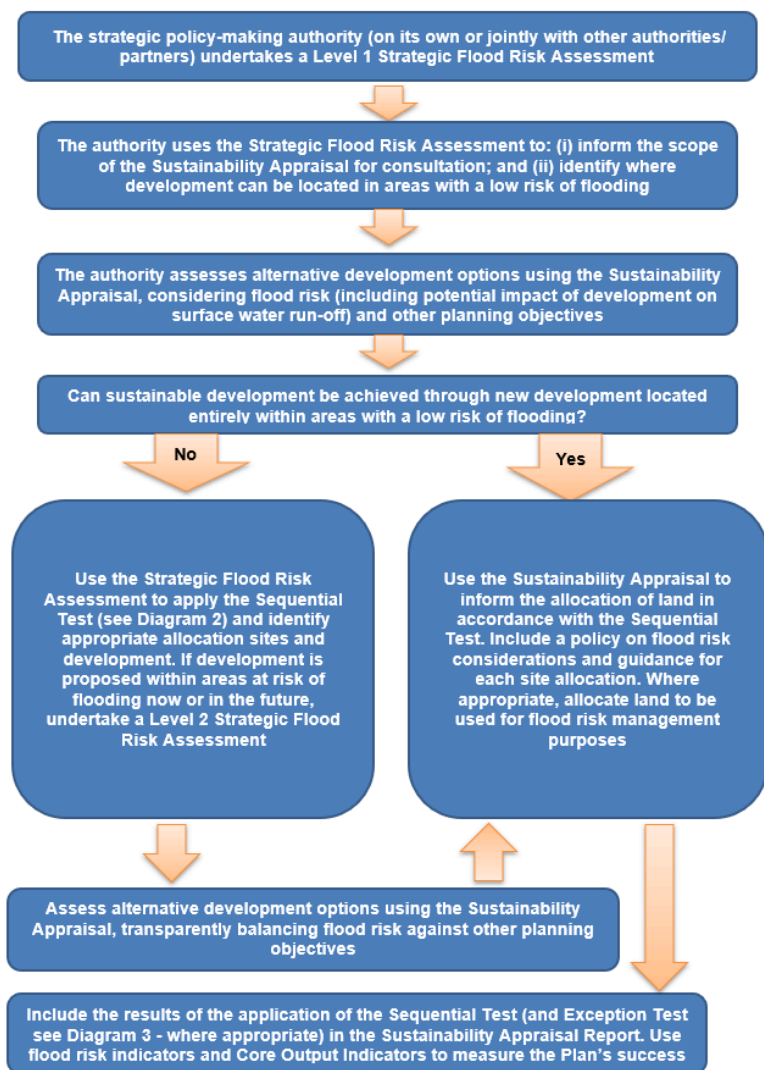 The strategic policy-making authority (on its own or jointly with other authorities/
partners) undertakes a Level 1 Strategic Flood Risk Assessment
The authority uses the Strategic Flood Risk Assessment to: (i) inform the scope
of the Sustainability Appraisal for consultation; and (ii) identify where
development can be located in areas with a low risk of flooding
The authority assesses alternative development options using the Sustainability
Appraisal, considering flood risk (including potential impact of development on
surface water run-off) and other planning objectives
Can sustainable development be achieved through new development located
entirely within areas with a low risk of flooding?
No
Yes
Use the Strategic Flood Risk
Assessment to apply the Sequential
Test (see Diagram 2) and identify
appropriate allocation sites and
development. If development is
proposed within areas at risk of
flooding now or in the future,
undertake a Level 2 Strategic Flood
Risk Assessment
Use the Sustainability Appraisal to
inform the allocation of land in
accordance with the Sequential
Test. Include a policy on flood risk
considerations and guidance for
each site allocation. Where
appropriate, allocate land to be
used for flood risk management
purposes
Assess alternative development options using the Sustainability
Appraisal, transparently balancing flood risk against other planning
objectives
Include the results of the application of the Sequential Test (and Exception Test
see Diagram 3 - where appropriate) in the Sustainability Appraisal Report. Use
flood risk indicators and Core Output Indicators to measure the Plan's success